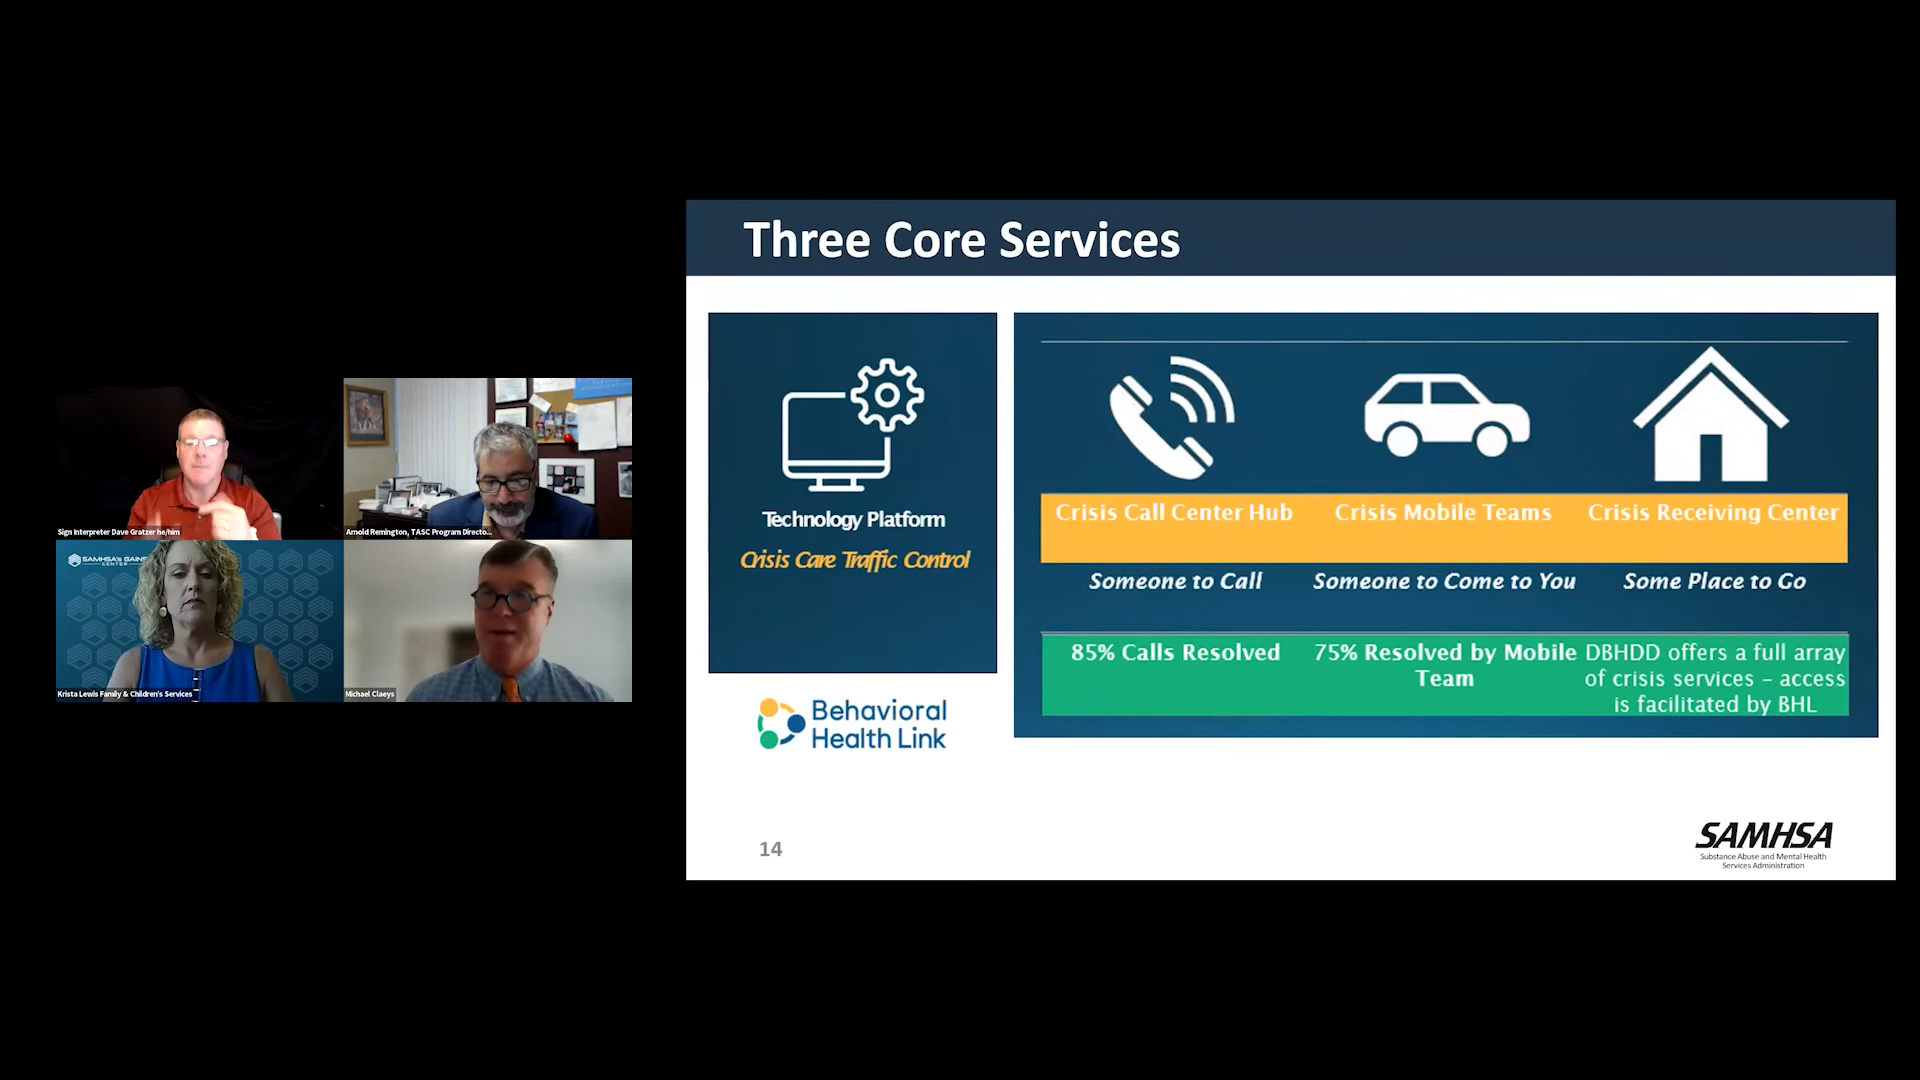 Three Core Services
Technology Platform
Crisis Care Traffic Control
Behavioral
Health Link
Crisis Call Center Hub
Crisis Mobile Teams
Crisis Receiving Center
Someone to Call
Someone to Come to You
Some Place to Go
85% Calls Resolved
75% Resolved by Mobile
Team
DBHDD offers a full array
of crisis services – access
is facilitated by BHL
14
SAMHSA
Substance Abuse and Mental Health
Services Administration
Sign Interpreter Dave Gratzer he/him
Arnold Remington, TASC Program Directo...
SAMHSA's GAINS
CENTER
Krista Lewis Family & Children's Services
Michael Claeys